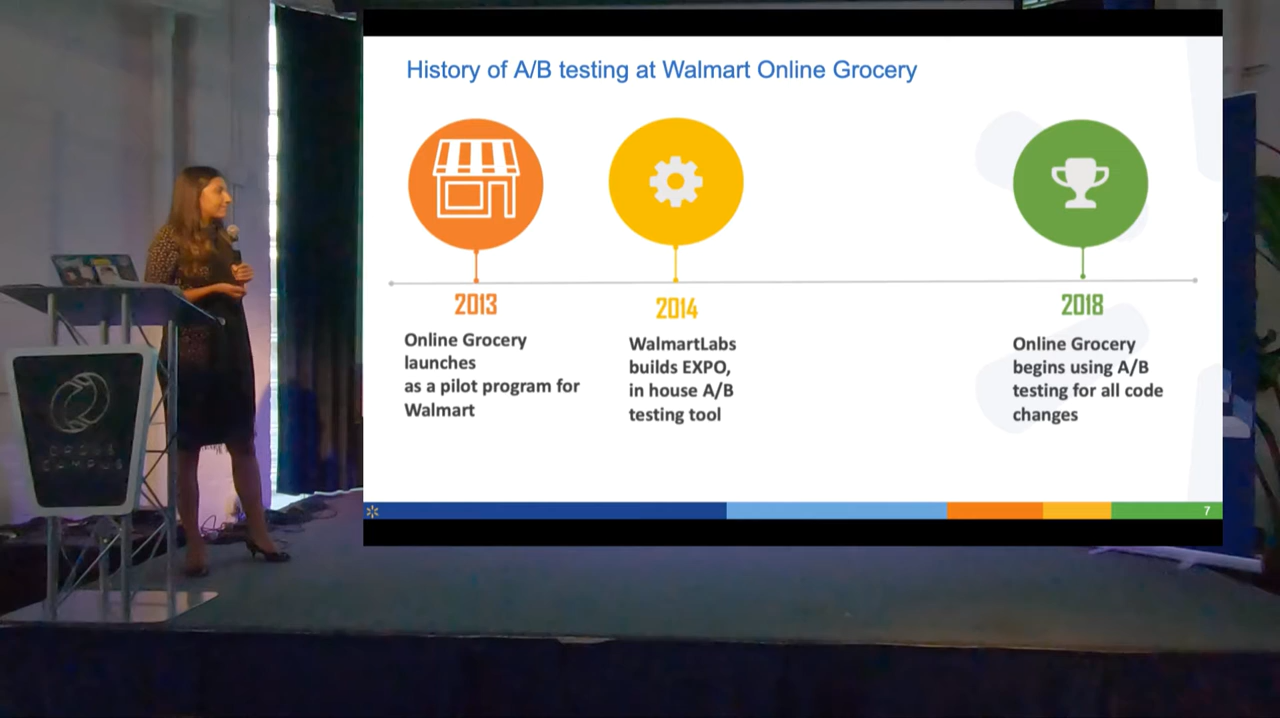 History of A/B testing at Walmart Online Grocery
2013
Online Grocery
launches
as a pilot program for
Walmart
2014
WalmartLabs
builds EXPO,
in house A/B
testing tool
2018
Online Grocery
begins using A/B
testing for all code
changes
7
CAMPUS